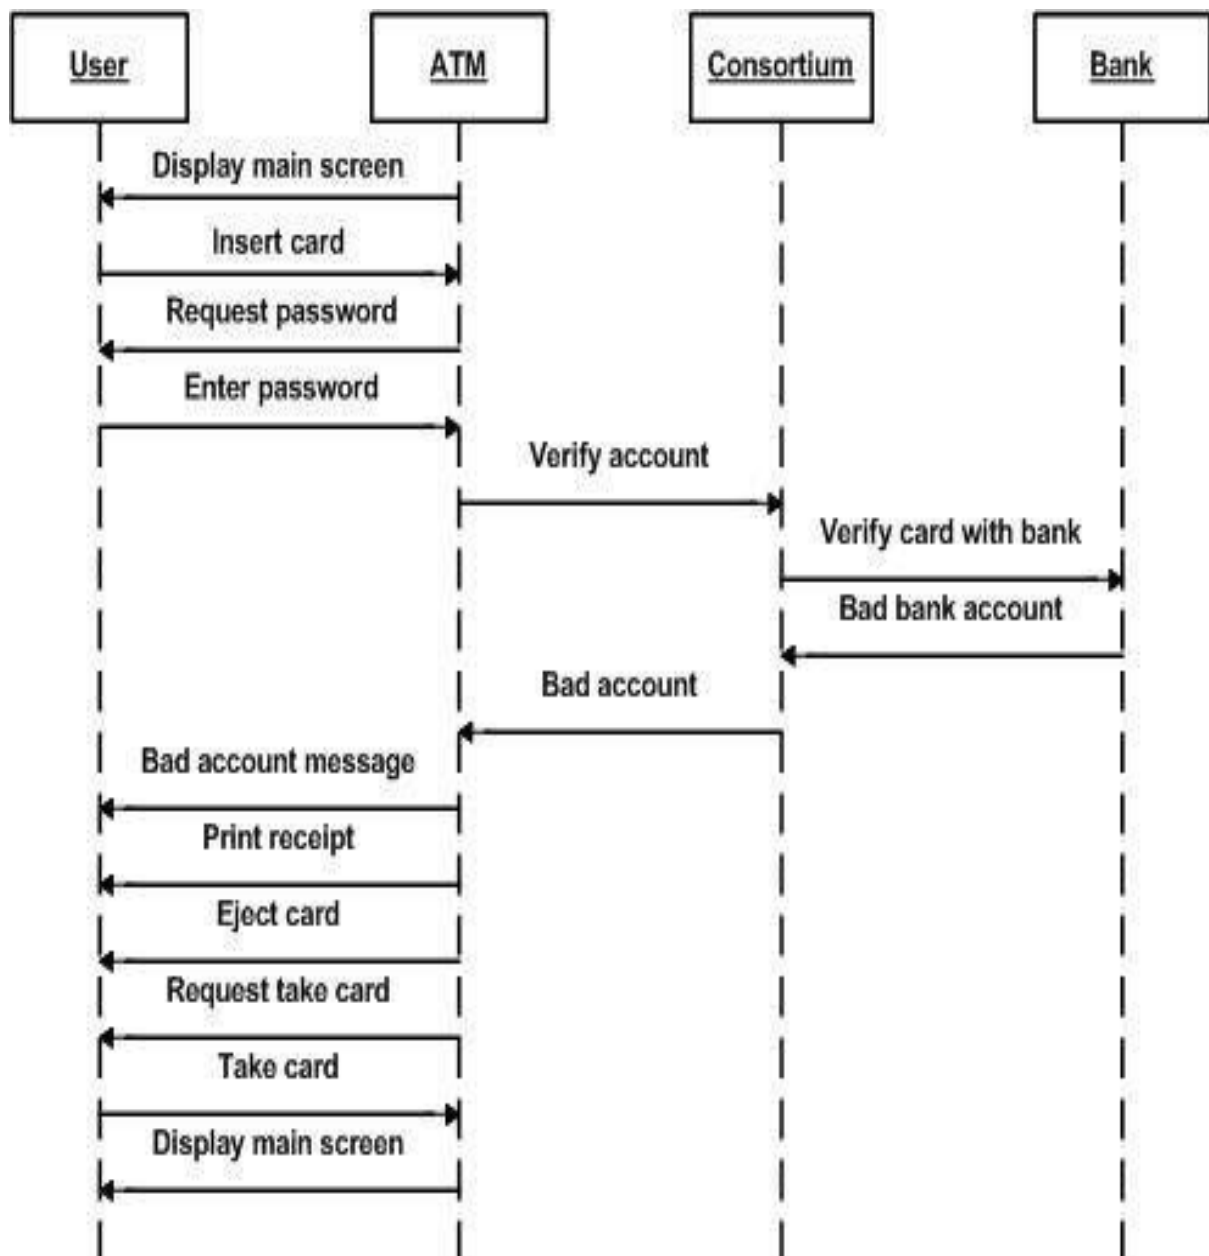 User
ATM
Consortium
Bank
Display main screen
Insert card
Request password
Enter password
Verify account
Verify card with bank
Bad bank account
Bad account
Bad account message
Print receipt
Eject card
Request take card
Take card
Display main screen